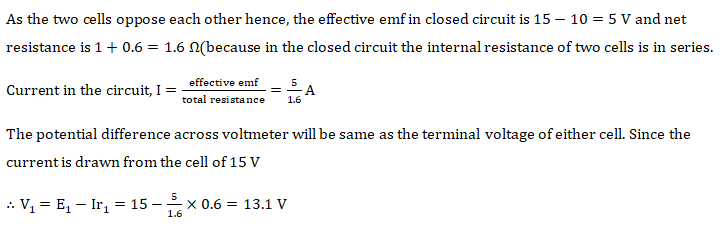 As the two cells oppose each other hence, the effective emf in closed circuit is 15 − 10 = 5 V and net
resistance is 1 + 0.6 = 1.6 Ω(because in the closed circuit the internal resistance of two cells is in series.
Current in the circuit, I = effective emf / total resistance = 5/1.6 A
The potential difference across voltmeter will be same as the terminal voltage of either cell. Since the
current is drawn from the cell of 15 V
∴ V₁ = E₁ − Ir₁ = 15 − 5/1.6 × 0.6 = 13.1 V